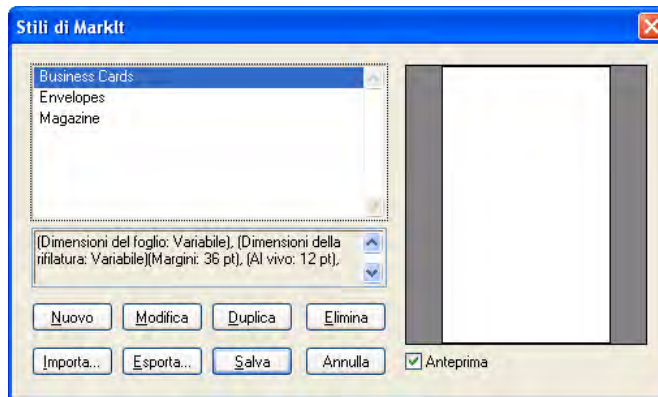 Stili di MarkIt
Business Cards
Envelopes
Magazine
(Dimensioni del foglio: Variabile), (Dimensioni della
rifilatura: Variabile)(Margini: 36 pt), (Al vivo: 12 pt),
Nuovo Modifica Duplica Elimina
Importa... Esporta... Salva Annulla
Anteprima